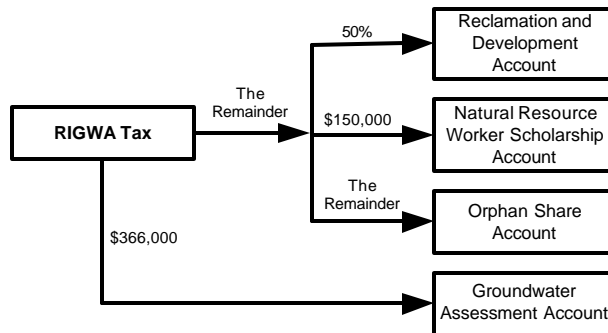 50%
Reclamation and
Development
Account
The
Remainder
RIGWA Tax
$150,000
Natural Resource
Worker Scholarship
Account
The
Remainder
Orphan Share
Account
$366,000
Groundwater
Assessment Account